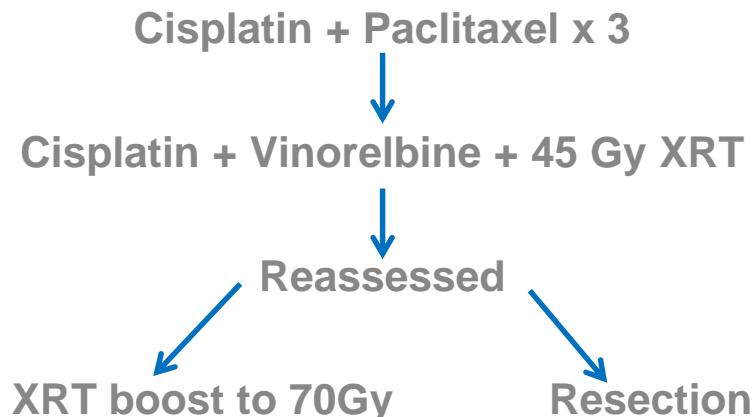 Cisplatin + Paclitaxel x 3
Cisplatin + Vinorelbine + 45 Gy XRT
Reassessed
XRT boost to 70Gy
Resection